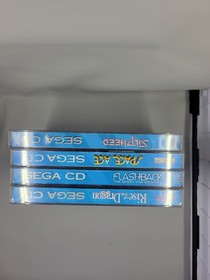 SEGA CD SILPHEED
SEGA CD SPACE ACE
SEGA CD FLASHBACK
SEGA CD Rise of the Dragon